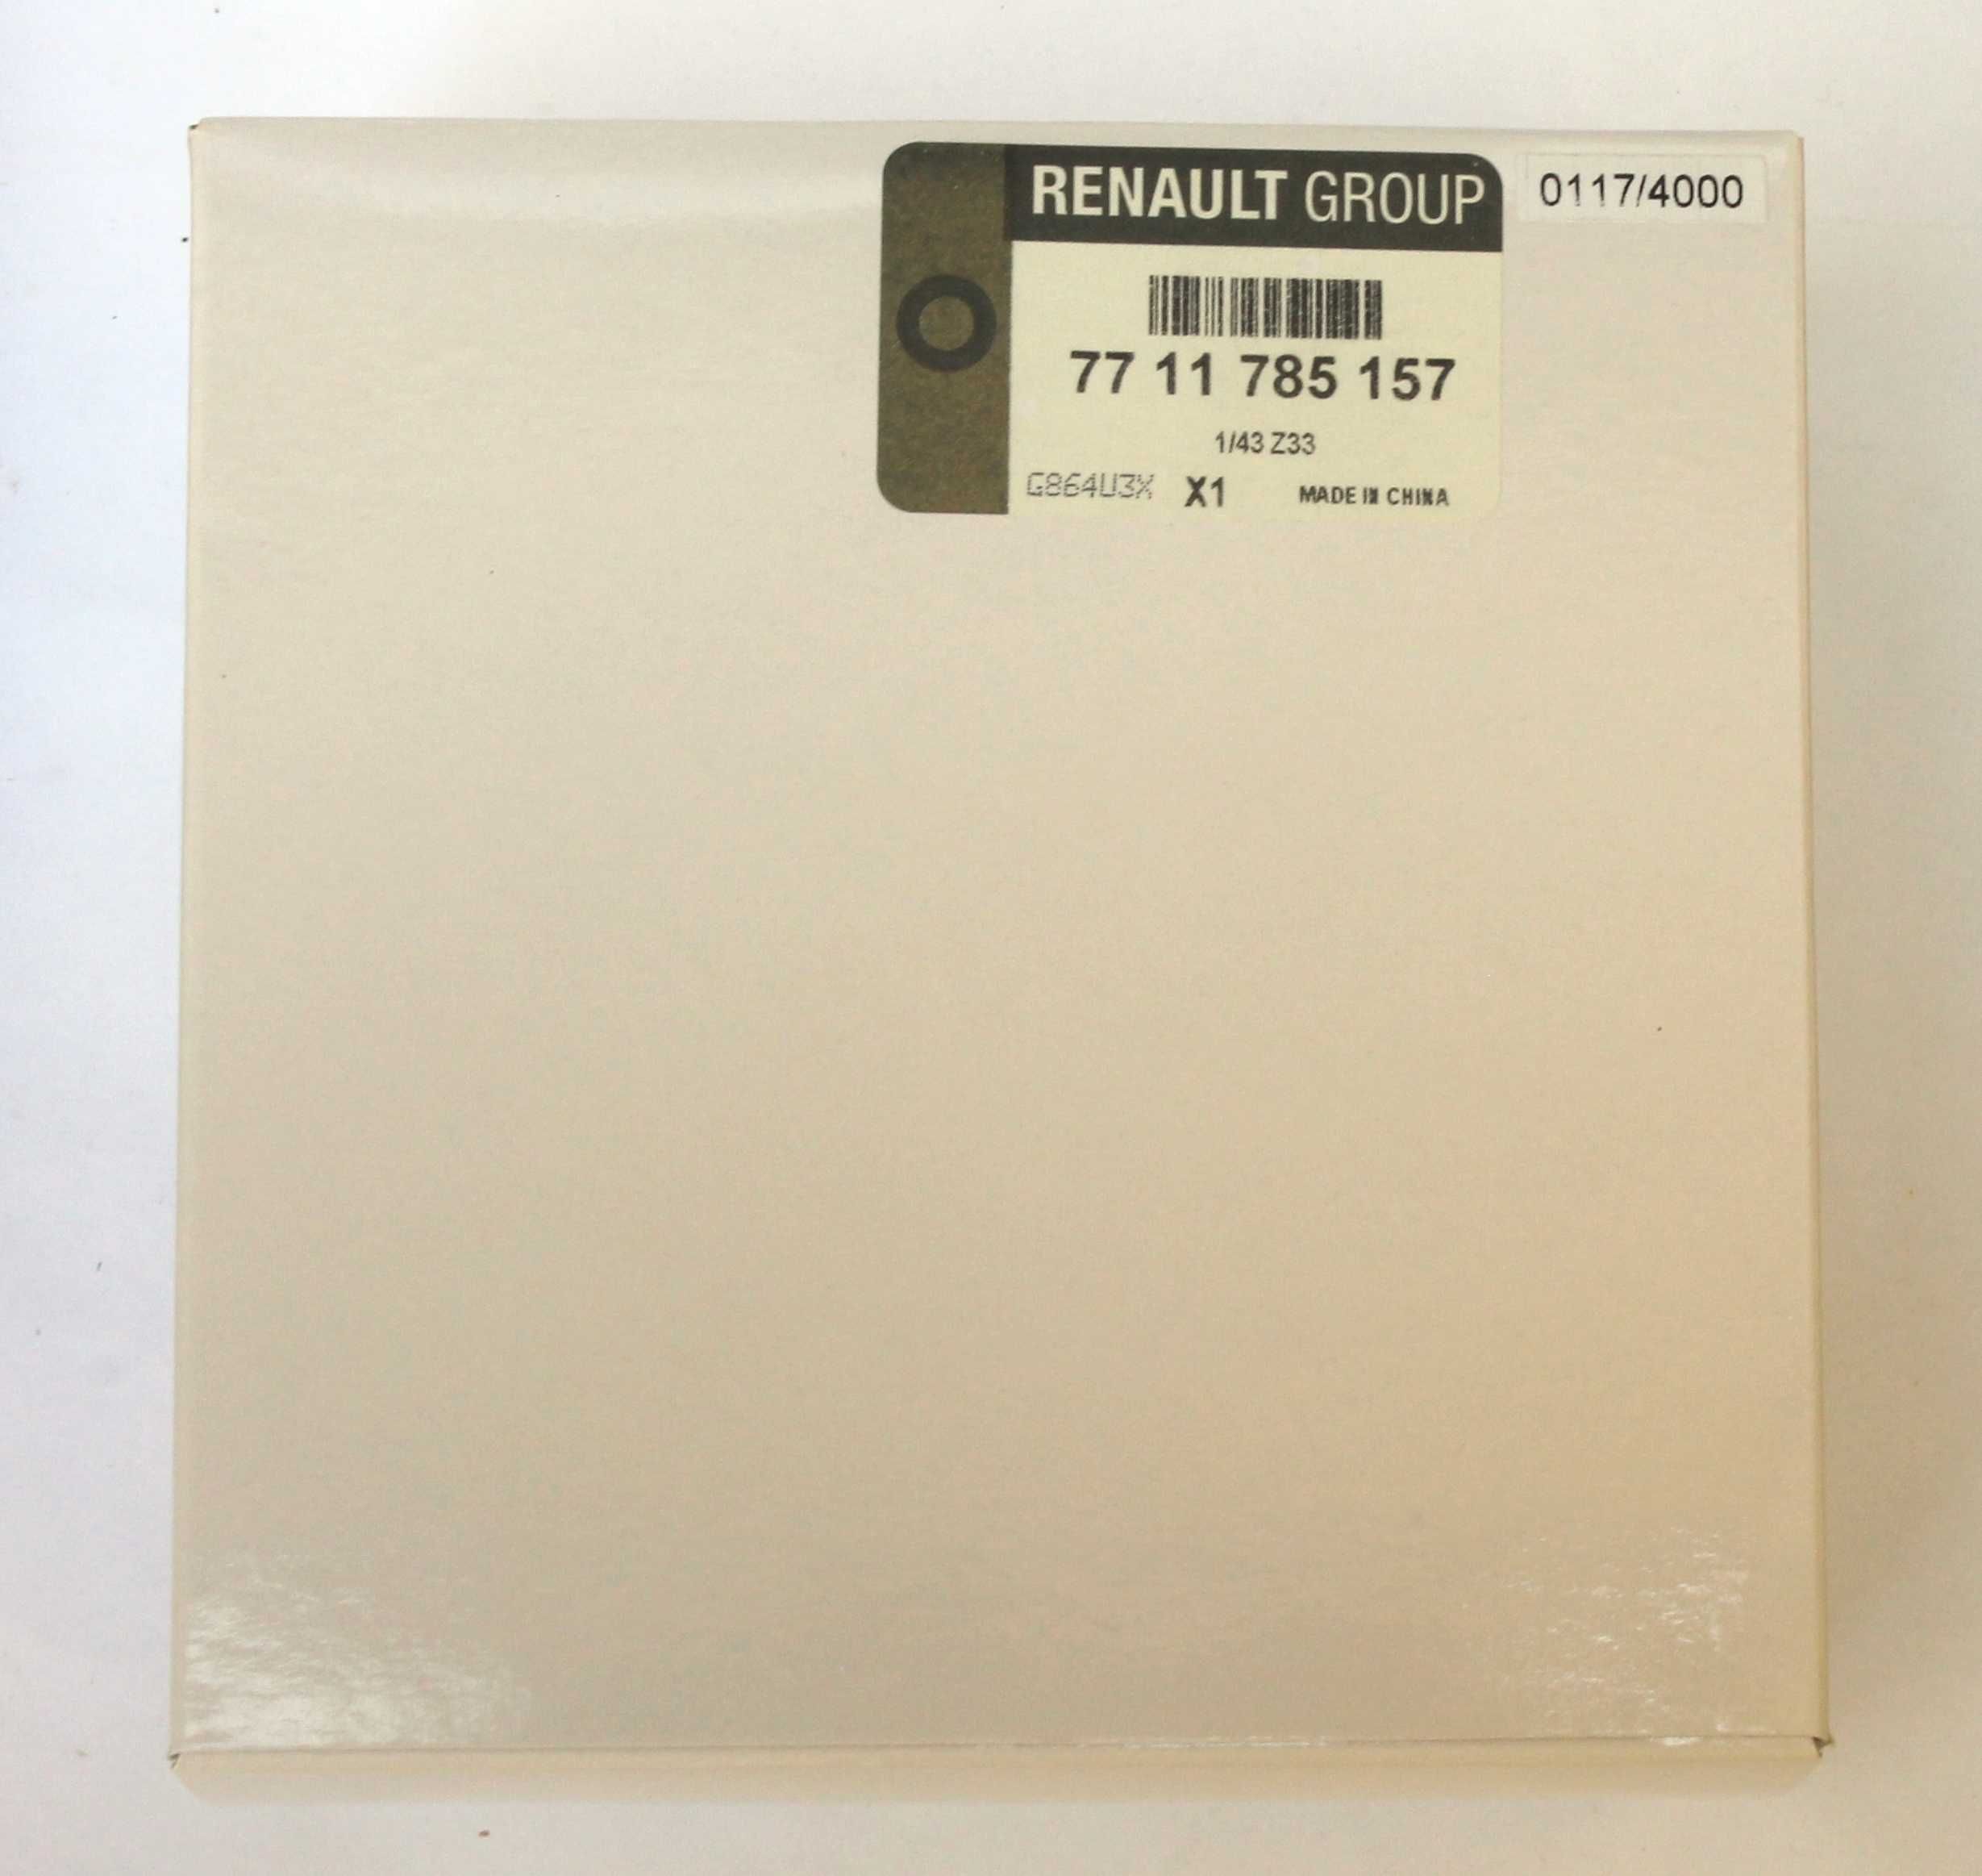 RENAULT GROUP
0117/4000
77 11 785 157
1/43 Z33
G864U3X X1 MADE IN CHINA